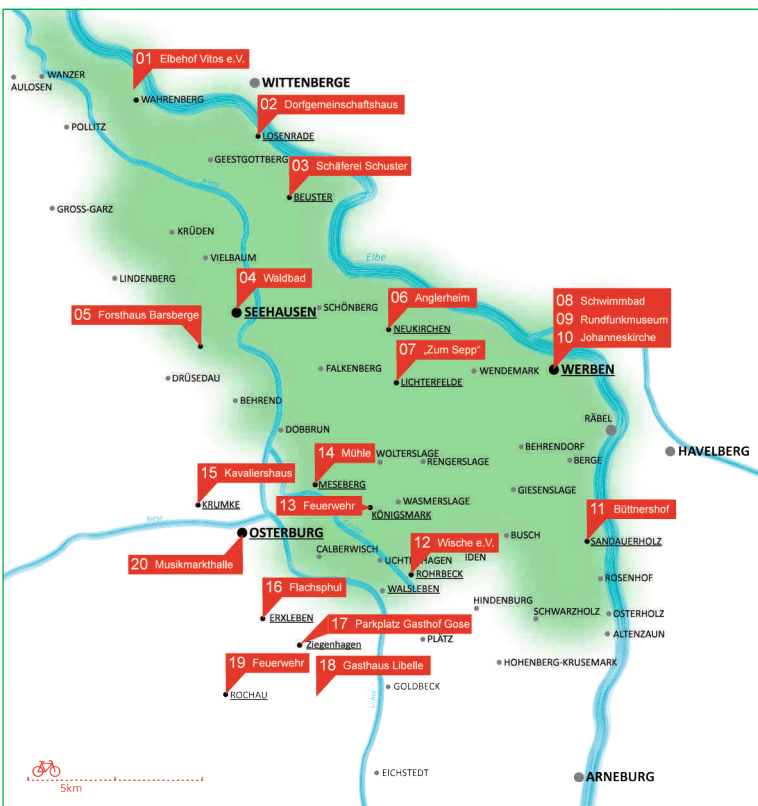 01 Elbehof Vitos e.V.
WANZER
AULOSEN
WITTENBERGE
WAHRENBERG
02 Dorfgemeinschaftshaus
POLLITZ
LOSENRADE
GEESTGOTTBERG
03 Schäferei Schuster
Aland
BEUSTER
GROSS-GARZ
KRÜDEN
VIELBAUM
Elbe
LINDENBERG
04 Waldbad
05 Forsthaus Barsberge
SEEHAUSEN
SCHÖNBERG
06 Anglerheim
NEUKIRCHEN
08 Schwimmbad
09 Rundfunkmuseum
10 Johanneskirche
07 „Zum Sepp"
FALKENBERG
WENDEMARK
WERBEN
DRÜSEDAU
LICHTERFELDE
BEHREND
RÄBEL
DOBBRUN
14 Mühle
WOLTERSLAGE
RENGERSLAGE
BEHRENDORF
BERGE
HAVELBERG
15 Kavaliershaus
MESEBERG
GIESENSLAGE
KRUMKE
13 Feuerwehr
WASMERSLAGE
KÖNIGSMARK
11 Büttnershof
Biese
OSTERBURG
12 Wische e.V.
BUSCH
SANDAUERHOLZ
CALBERWISCH
UCHTENHAGEN
IDEN
20 Musikmarkthalle
ROHRBECK
ROSENHOF
16 Flachsphul
WALSLEBEN
HINDENBURG
SCHWARZHOLZ
OSTERHOLZ
ERXLEBEN
17 Parkplatz Gasthof Gose
ALTENZAUN
Ziegenhagen
PLÄTZ
19 Feuerwehr
18 Gasthaus Libelle
HOHENBERG-KRUSEMARK
ROCHAU
GOLDBECK
Uchte
EICHSTEDT
ARNEBURG
5km